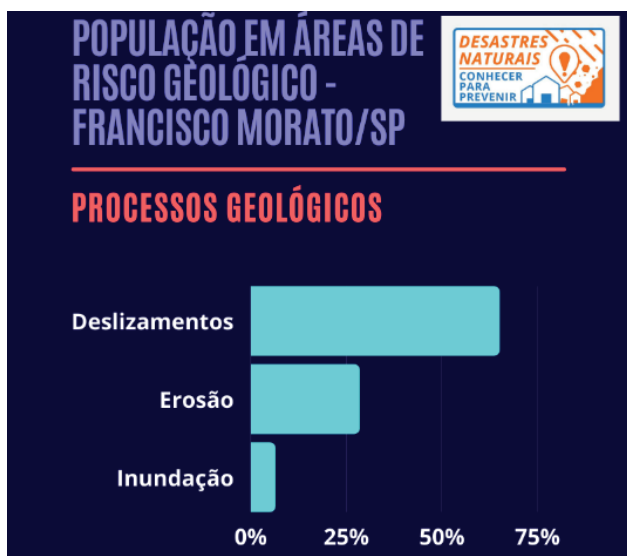 POPULAÇÃO EM ÁREAS DE
RISCO GEOLÓGICO -
FRANCISCO MORATO/SP
DESASTRES
NATURAIS
CONHECER
PARA
PREVENIR
PROCESSOS GEOLÓGICOS
Deslizamentos
Erosão
Inundação
0% 25% 50% 75%